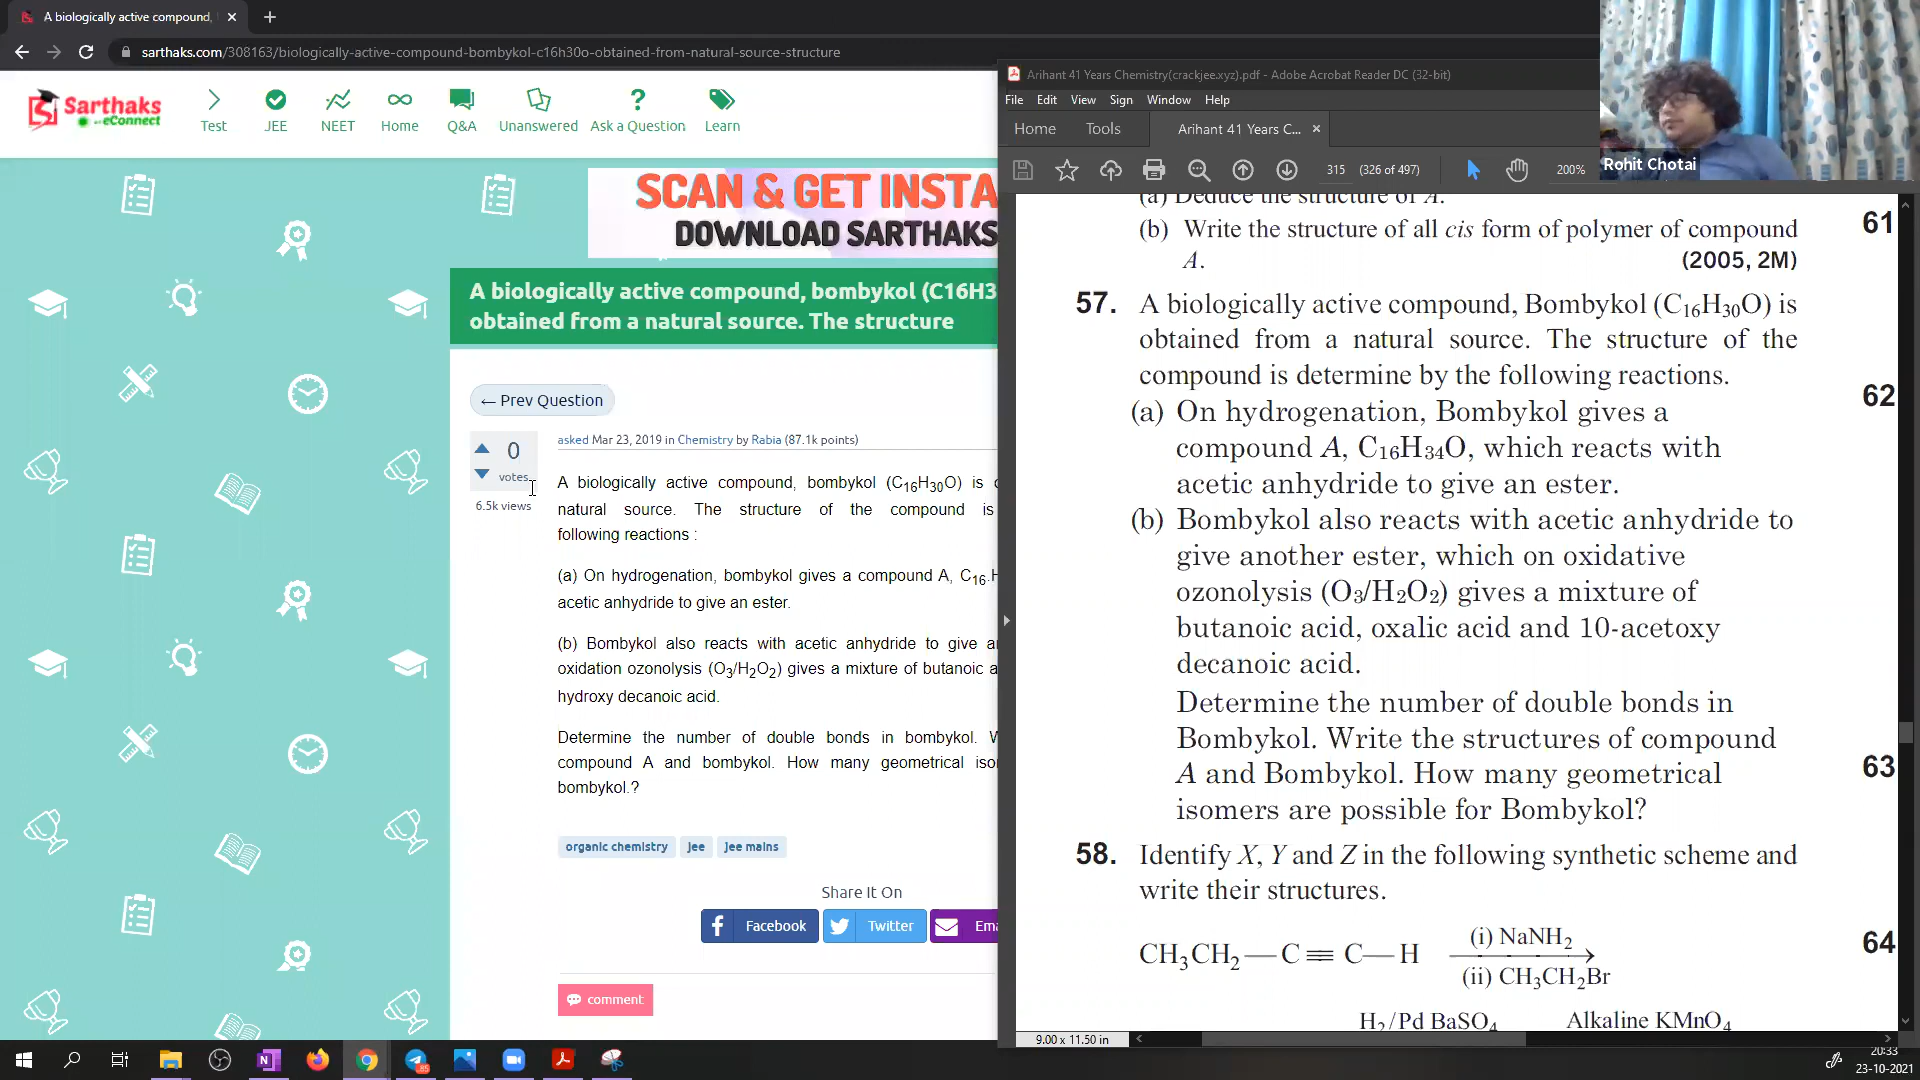 A biologically active compound,
sarthaks.com/308163/biologically-active-compound-bombykol-c16h30o-obtained-from-natural-source-structure
Sarthaks
eConnect
Test
JEE
NEET
Home
Q&A
Unanswered
Ask a Question
Learn
SCAN & GET INSTA
DOWNLOAD SARTHAKS
A biologically active compound, bombykol (C16H3
obtained from a natural source. The structure
← Prev Question
0
votes
6.5k views
asked Mar 23, 2019 in Chemistry by Rabia (87.1k points)
A biologically active compound, bombykol (C₁₆H₃₀O) is
natural source. The structure of the compound is
following reactions :
(a) On hydrogenation, bombykol gives a compound A, C₁₆.H
acetic anhydride to give an ester.
(b) Bombykol also reacts with acetic anhydride to give a
oxidation ozonolysis (O₃/H₂O₂) gives a mixture of butanoic a
hydroxy decanoic acid.
Determine the number of double bonds in bombykol.
compound A and bombykol. How many geometrical iso
bombykol.?
organic chemistry
jee
jee mains
Share It On
Facebook
Twitter
Ema
comment
Arihant 41 Years Chemistry(crackjee.xyz).pdf - Adobe Acrobat Reader DC (32-bit)
File Edit View Sign Window Help
Home
Tools
Arihant 41 Years C...
315 (326 of 497)
200%
Rohit Chotai
(a) Deduce the structure of A.
(b) Write the structure of all cis form of polymer of compound
A. (2005, 2M)
57. A biologically active compound, Bombykol (C₁₆H₃₀O) is
obtained from a natural source. The structure of the
compound is determine by the following reactions.
(a) On hydrogenation, Bombykol gives a
compound A, C₁₆H₃₄O, which reacts with
acetic anhydride to give an ester.
(b) Bombykol also reacts with acetic anhydride to
give another ester, which on oxidative
ozonolysis (O₃/H₂O₂) gives a mixture of
butanoic acid, oxalic acid and 10-acetoxy
decanoic acid.
Determine the number of double bonds in
Bombykol. Write the structures of compound
A and Bombykol. How many geometrical
isomers are possible for Bombykol?
58. Identify X, Y and Z in the following synthetic scheme and
write their structures.
CH₃CH₂—C≡C—H
(i) NaNH₂
(ii) CH₃CH₂Br
H₂/Pd BaSO₄
Alkaline KMnO₄
61
62
63
64
9.00 x 11.50 in
20:33
23-10-2021